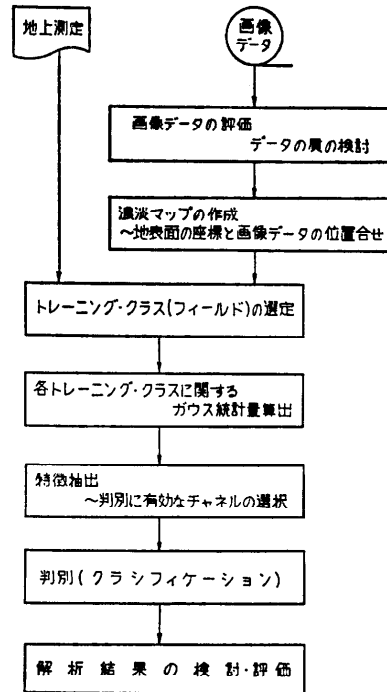 地上測定
画像
データ
画像データの評価
データの質の検討
濃淡マップの作成
~地表面の座標と画像データの位置合せ
トレーニング・クラス(フィールド)の選定
各トレーニング・クラスに関する
ガウス統計量算出
特徴抽出
~判別に有効なチャネルの選択
判別(クラシフィケーション)
解析結果の検討・評価